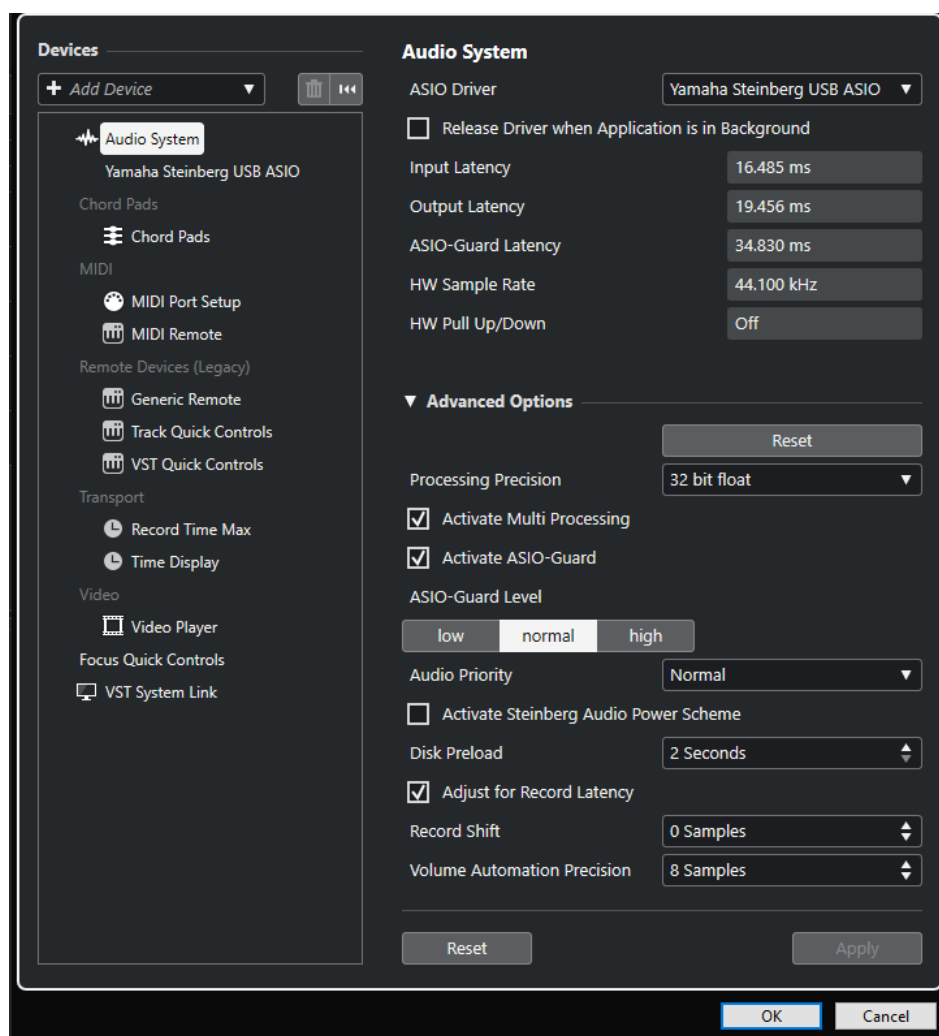 Devices
+ Add Device
Audio System
Yamaha Steinberg USB ASIO
Chord Pads
Chord Pads
MIDI
MIDI Port Setup
MIDI Remote
Remote Devices (Legacy)
Generic Remote
Track Quick Controls
VST Quick Controls
Transport
Record Time Max
Time Display
Video
Video Player
Focus Quick Controls
VST System Link
Audio System
ASIO Driver Yamaha Steinberg USB ASIO
Release Driver when Application is in Background
Input Latency 16.485 ms
Output Latency 19.456 ms
ASIO-Guard Latency 34.830 ms
HW Sample Rate 44.100 kHz
HW Pull Up/Down Off
Advanced Options
Reset
Processing Precision 32 bit float
Activate Multi Processing
Activate ASIO-Guard
ASIO-Guard Level
low normal high
Audio Priority Normal
Activate Steinberg Audio Power Scheme
Disk Preload 2 Seconds
Adjust for Record Latency
Record Shift 0 Samples
Volume Automation Precision 8 Samples
Reset Apply
OK Cancel